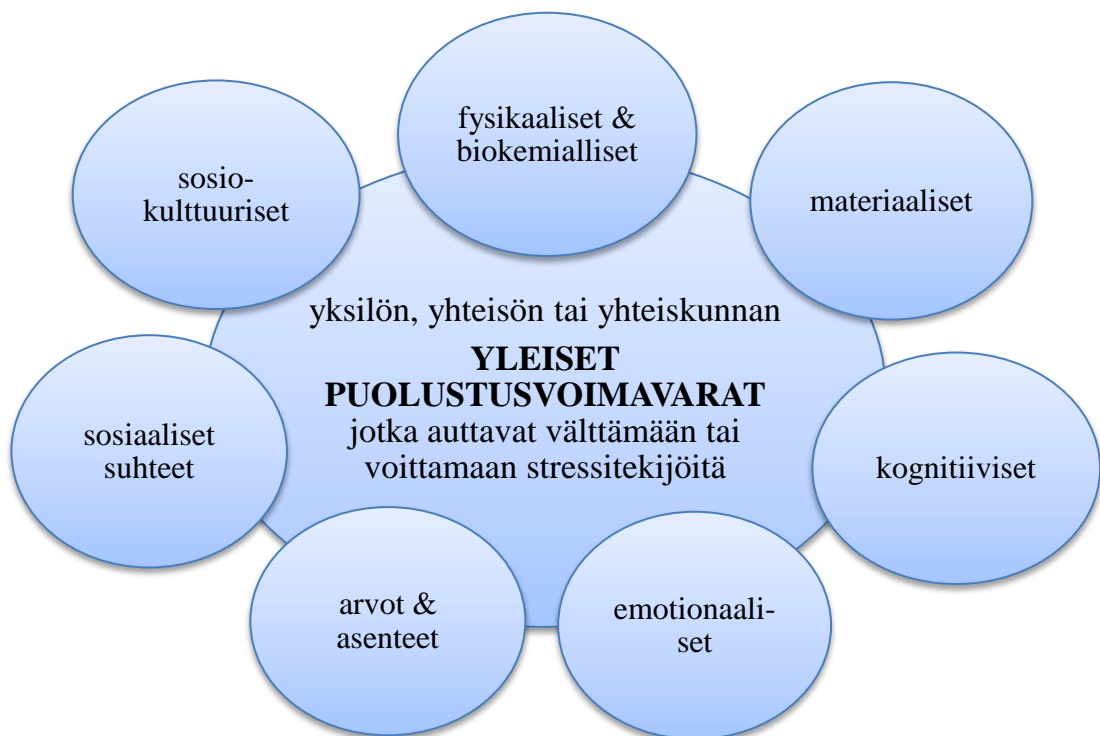 fysikaaliset &
biokemialliset
sosio-
kulttuuriset
materiaaliset
yksilön, yhteisön tai yhteiskunnan
YLEISET
PUOLUSTUSVOIMAVARAT
jotka auttavat välttämään tai
voittamaan stressitekijöitä
sosiaaliset
suhteet
kognitiiviset
arvot &
asenteet
emotionaali-
set